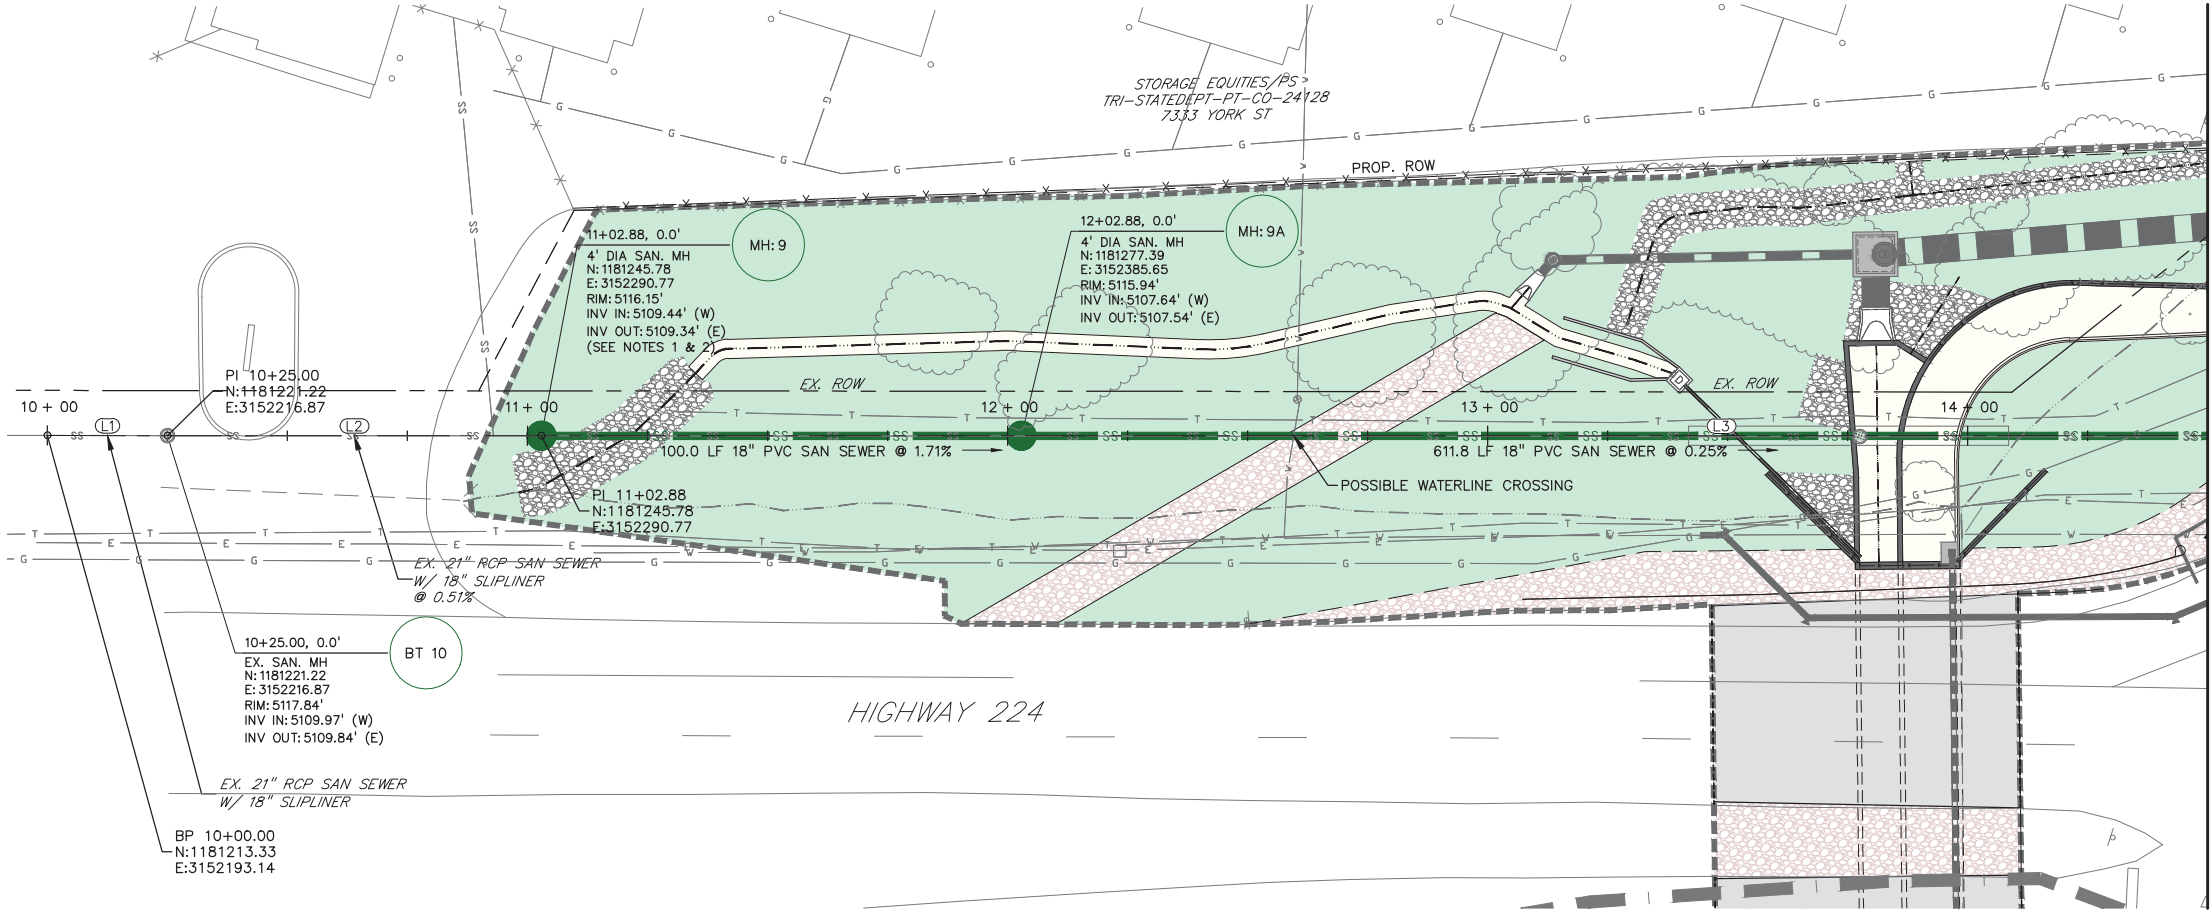 STORAGE EQUITIES/PS
TRI-STATEDEPT-PT-CO-24128
7333 YORK ST
PROP. ROW
11+02.88, 0.0'
4' DIA SAN. MH
N:1181245.78
E:3152290.77
RIM:5116.15'
INV IN:5109.44' (W)
INV OUT:5109.34' (E)
(SEE NOTES 1 & 2)
MH:9
12+02.88, 0.0'
4' DIA SAN. MH
N:1181277.39
E:3152385.65
RIM:5115.94'
INV IN:5107.64' (W)
INV OUT:5107.54' (E)
MH:9A
PI 10+25.00
N:1181221.22
E:3152216.87
EX. ROW
EX. ROW
10 + 00
11 + 00
12 + 00
13 + 00
14 + 00
L1
L2
L3
D
100.0 LF 18" PVC SAN SEWER @ 1.71%
611.8 LF 18" PVC SAN SEWER @ 0.25%
POSSIBLE WATERLINE CROSSING
PI 11+02.88
N:1181245.78
E:3152290.77
EX. 21" RCP SAN SEWER
W/ 18" SLIPLINER
@ 0.51%
10+25.00, 0.0'
EX. SAN. MH
N:1181221.22
E:3152216.87
RIM:5117.84'
INV IN:5109.97' (W)
INV OUT:5109.84' (E)
BT 10
HIGHWAY 224
EX. 21" RCP SAN SEWER
W/ 18" SLIPLINER
BP 10+00.00
N:1181213.33
E:3152193.14